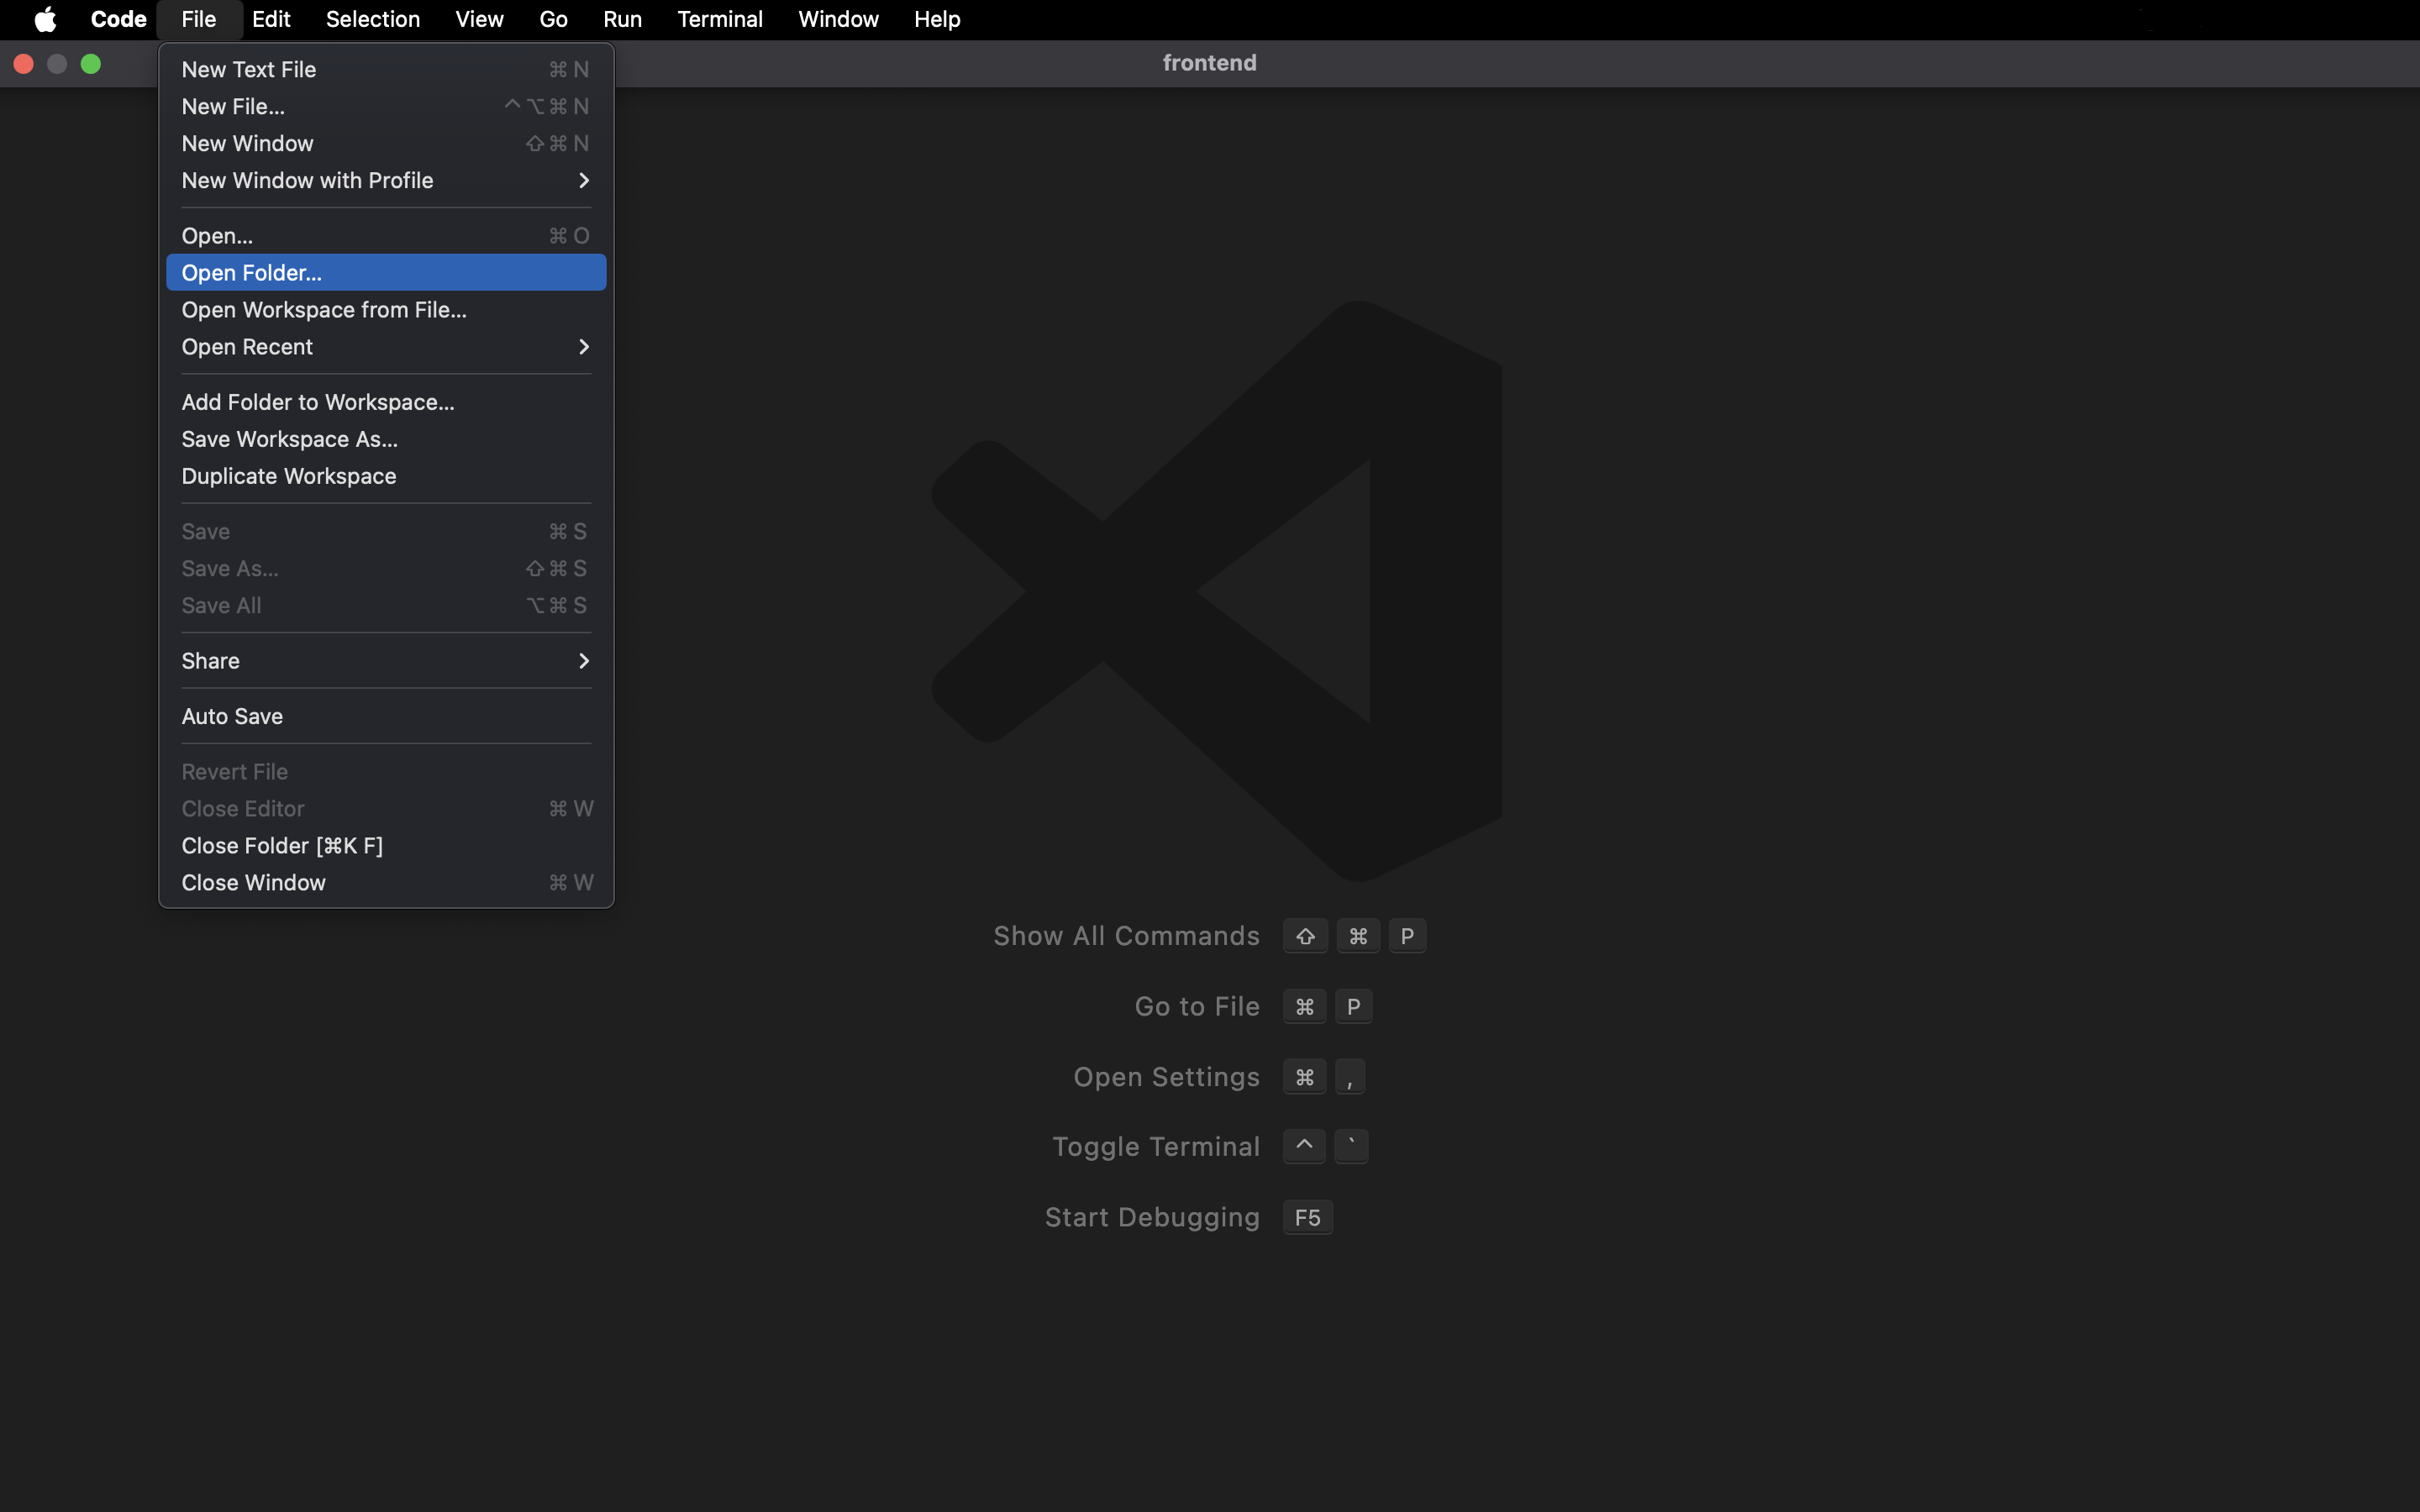 Code File Edit Selection View Go Run Terminal Window Help
frontend
New Text File ⌘ N
New File... ^ ⌥ ⌘ N
New Window ⇧ ⌘ N
New Window with Profile
Open... ⌘ O
Open Folder...
Open Workspace from File...
Open Recent
Add Folder to Workspace...
Save Workspace As...
Duplicate Workspace
Save ⌘ S
Save As... ⇧ ⌘ S
Save All ⌥ ⌘ S
Share
Auto Save
Revert File
Close Editor ⌘ W
Close Folder [⌘K F]
Close Window ⌘ W
Show All Commands ⇧ ⌘ P
Go to File ⌘ P
Open Settings ⌘ ,
Toggle Terminal ^ `
Start Debugging F5